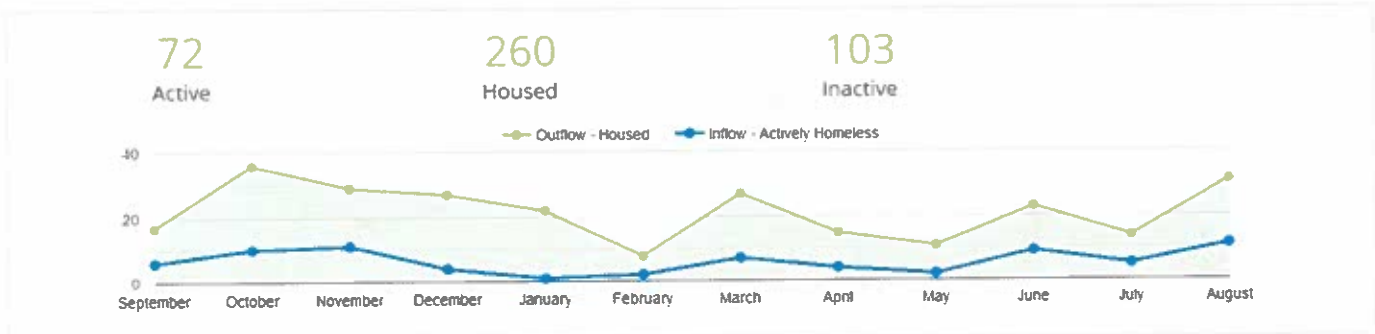 72
260
103
Active
Housed
Inactive
Outflow - Housed
Inflow - Actively Homeless
40
20
0
September
October
November
December
January
February
March
April
May
June
July
August